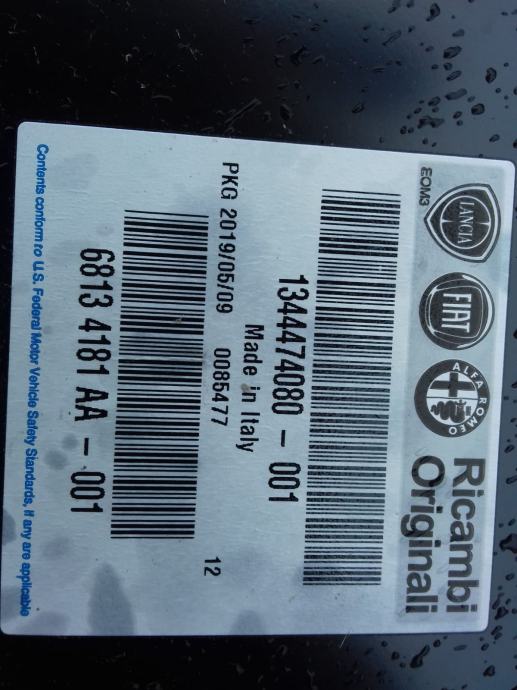 LANCIA
FIAT
ALFA ROMEO
Ricambi
Originali
EOM3
1344474080 - 001
Made in Italy
PKG 2019/05/09 0085477 12
6813 4181 AA - 001
Contents conform to U.S. Federal Motor Vehicle Safety Standards, if any are applicable